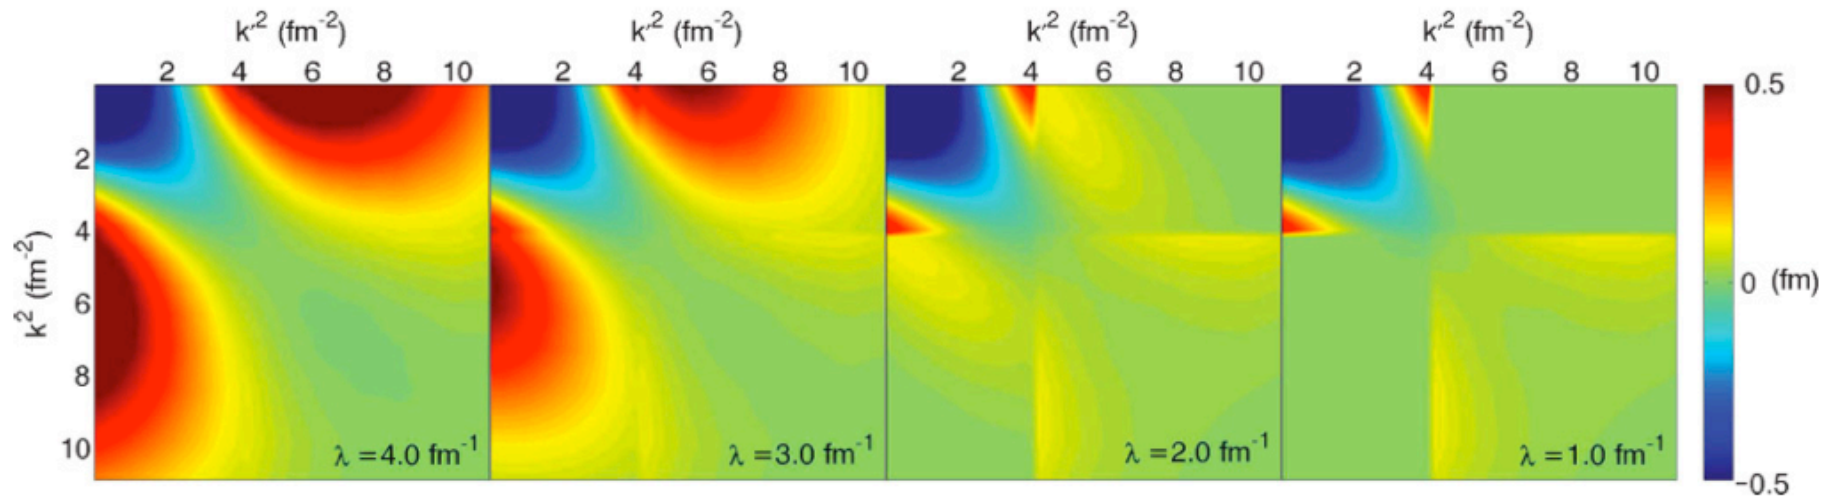 k′² (fm⁻²) k′² (fm⁻²) k′² (fm⁻²) k′² (fm⁻²)
2 4 6 8 10 2 4 6 8 10 2 4 6 8 10 2 4 6 8 10
0.5
2
4
k² (fm⁻²)
6
0 (fm)
8
10
λ =4.0 fm⁻¹ λ =3.0 fm⁻¹ λ =2.0 fm⁻¹ λ =1.0 fm⁻¹
−0.5